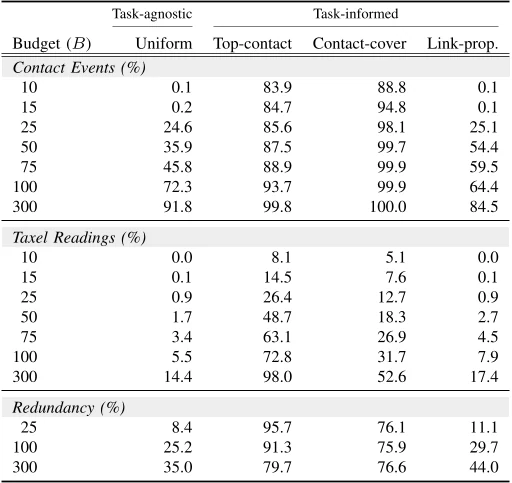 Task-agnostic Task-informed
Budget (B) Uniform Top-contact Contact-cover Link-prop.
Contact Events (%)
10 0.1 83.9 88.8 0.1
15 0.2 84.7 94.8 0.1
25 24.6 85.6 98.1 25.1
50 35.9 87.5 99.7 54.4
75 45.8 88.9 99.9 59.5
100 72.3 93.7 99.9 64.4
300 91.8 99.8 100.0 84.5
Taxel Readings (%)
10 0.0 8.1 5.1 0.0
15 0.1 14.5 7.6 0.1
25 0.9 26.4 12.7 0.9
50 1.7 48.7 18.3 2.7
75 3.4 63.1 26.9 4.5
100 5.5 72.8 31.7 7.9
300 14.4 98.0 52.6 17.4
Redundancy (%)
25 8.4 95.7 76.1 11.1
100 25.2 91.3 75.9 29.7
300 35.0 79.7 76.6 44.0